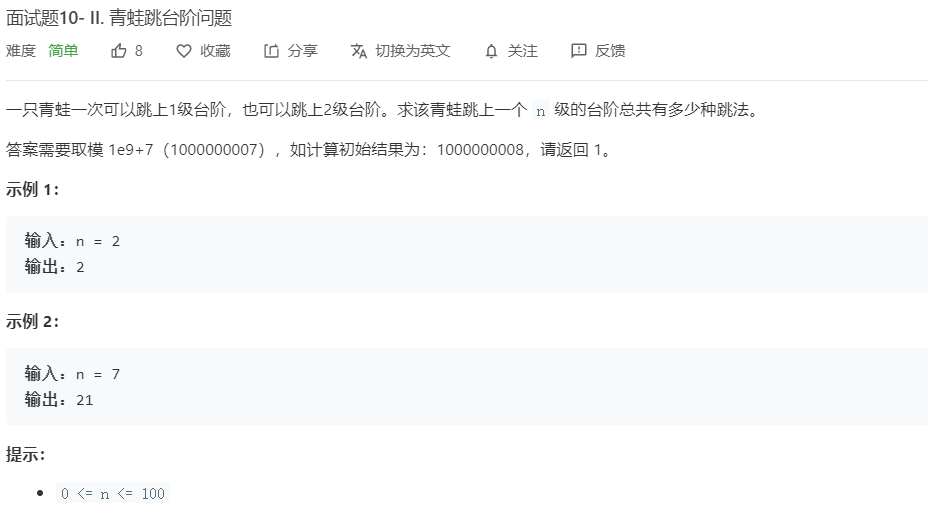 面试题10- II. 青蛙跳台阶问题
难度 简单 8 收藏 分享 切换为英文 关注 反馈
一只青蛙一次可以跳上1级台阶，也可以跳上2级台阶。求该青蛙跳上一个 n 级的台阶总共有多少种跳法。
答案需要取模 1e9+7（1000000007），如计算初始结果为：1000000008，请返回 1。
示例 1：
输入：n = 2
输出：2
示例 2：
输入：n = 7
输出：21
提示：
0 <= n <= 100